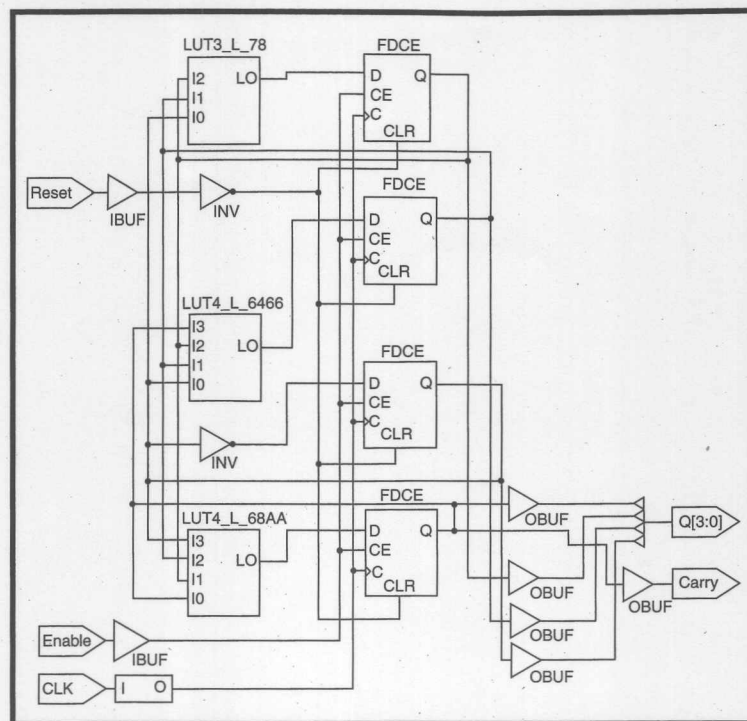 LUT3_L_78
I2
I1
I0
LO
FDCE
D
CE
C
Q
CLR
Reset
IBUF
INV
FDCE
D
CE
C
Q
CLR
LUT4_L_6466
I3
I2
I1
I0
LO
FDCE
D
CE
C
Q
CLR
INV
LUT4_L_68AA
I3
I2
I1
I0
LO
FDCE
D
CE
C
Q
CLR
OBUF
Q[3:0]
OBUF
OBUF
Carry
OBUF
OBUF
Enable
IBUF
CLK
I O